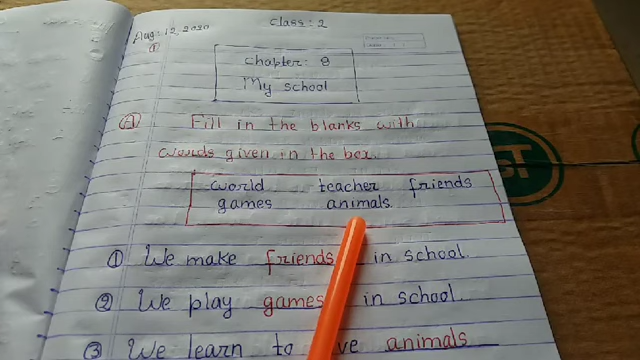 Aug: 12, 2020
Class: 2
①
Chapter: 8
My school
Ⓐ Fill in the blanks with
words given in the box.
world teacher friends
games animals
① We make friends in school.
② We play games in school.
③ We learn to ve animals
ST